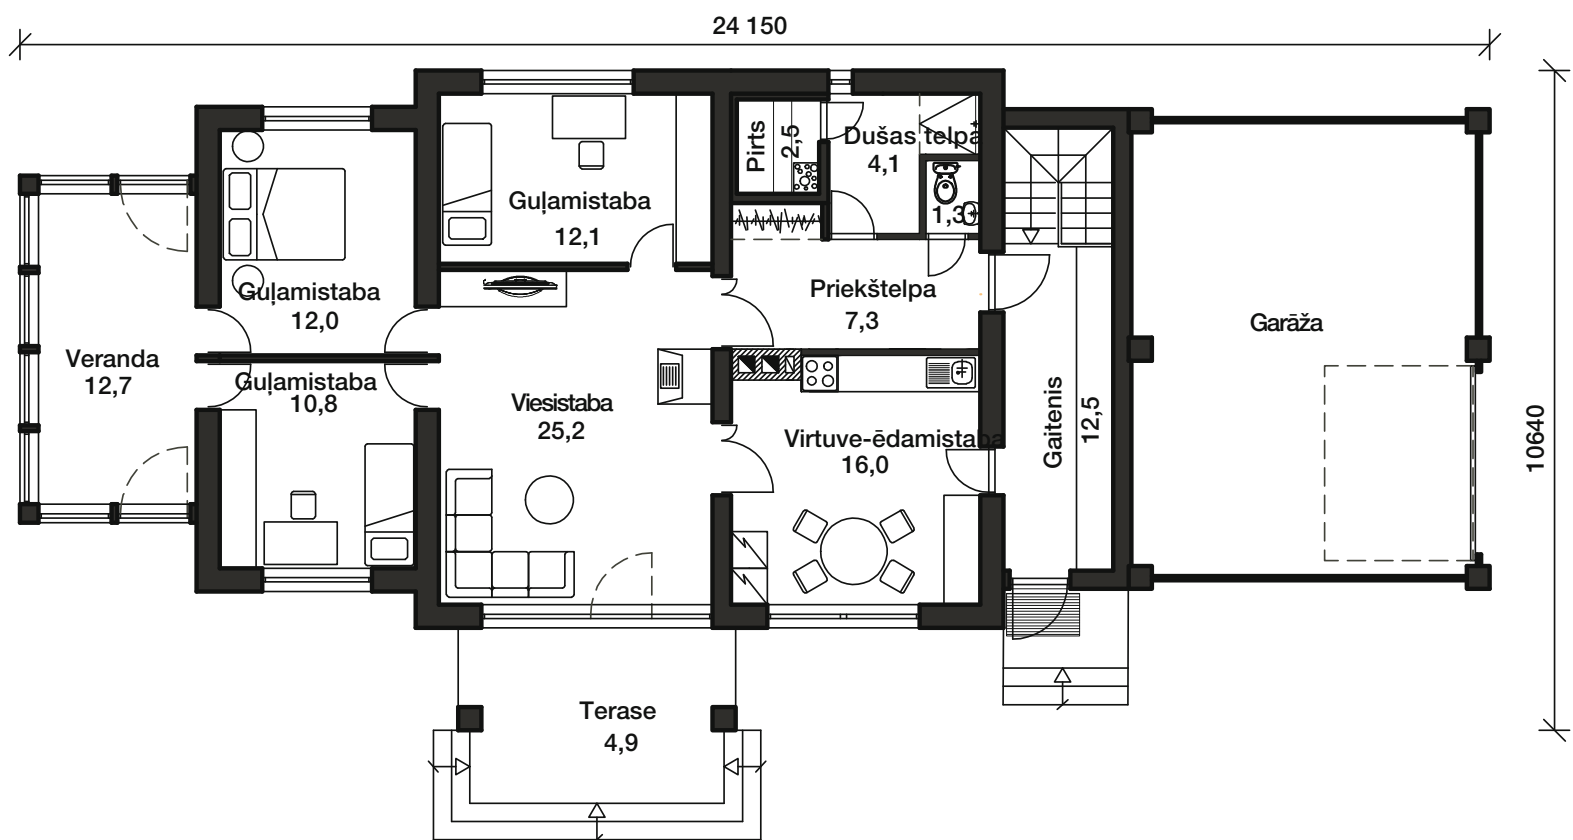 24 150
Pirts
2,5
Dušas telpa
4,1
Guļamistaba
12,1
1,3
Guļamistaba
12,0
Priekštelpa
7,3
Garāža
Veranda
12,7
Guļamistaba
10,8
Viesistaba
25,2
Virtuve-ēdamistaba
16,0
Gaitenis
12,5
10640
Terase
4,9